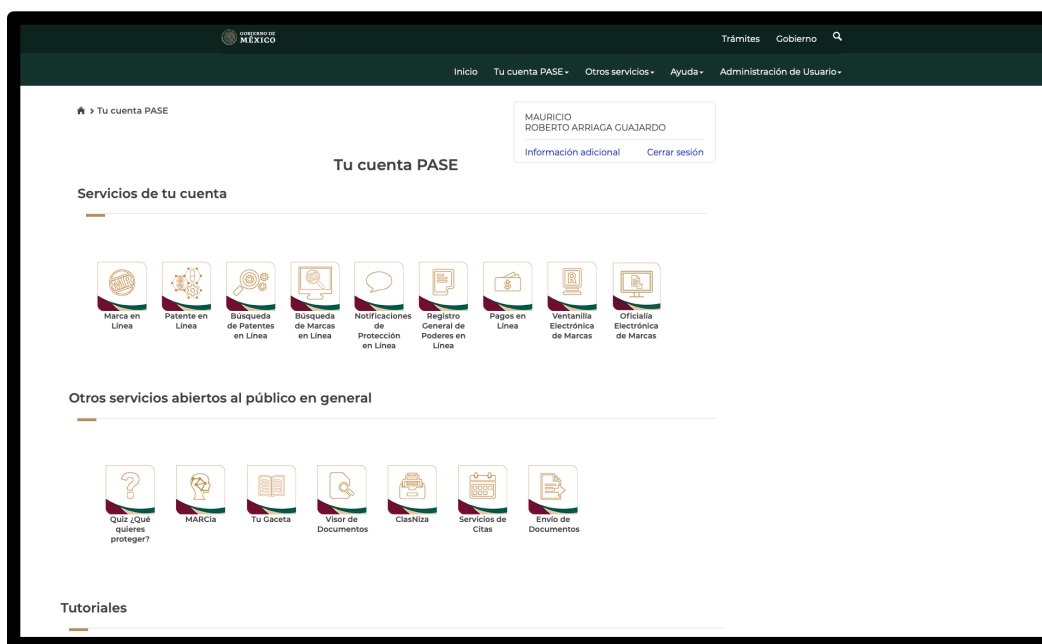 GOBIERNO DE
MÉXICO
Trámites Gobierno
Inicio Tu cuenta PASE Otros servicios Ayuda Administración de Usuario
> Tu cuenta PASE
MAURICIO
ROBERTO ARRIAGA GUAJARDO
Información adicional Cerrar sesión
Tu cuenta PASE
Servicios de tu cuenta
Marca en
Línea
Patente en
Línea
Búsqueda
de Patentes
en Línea
Búsqueda
de Marcas
en Línea
Notificaciones
de
Protección
en Línea
Registro
General de
Poderes en
Línea
$
Pagos en
Línea
R
Ventanilla
Electrónica
de Marcas
Oficialía
Electrónica
de Marcas
Otros servicios abiertos al público en general
?
Quiz ¿Qué
quieres
proteger?
MARCia
Tu Gaceta
Visor de
Documentos
ClasNiza
Servicios de
Citas
Envío de
Documentos
Tutoriales